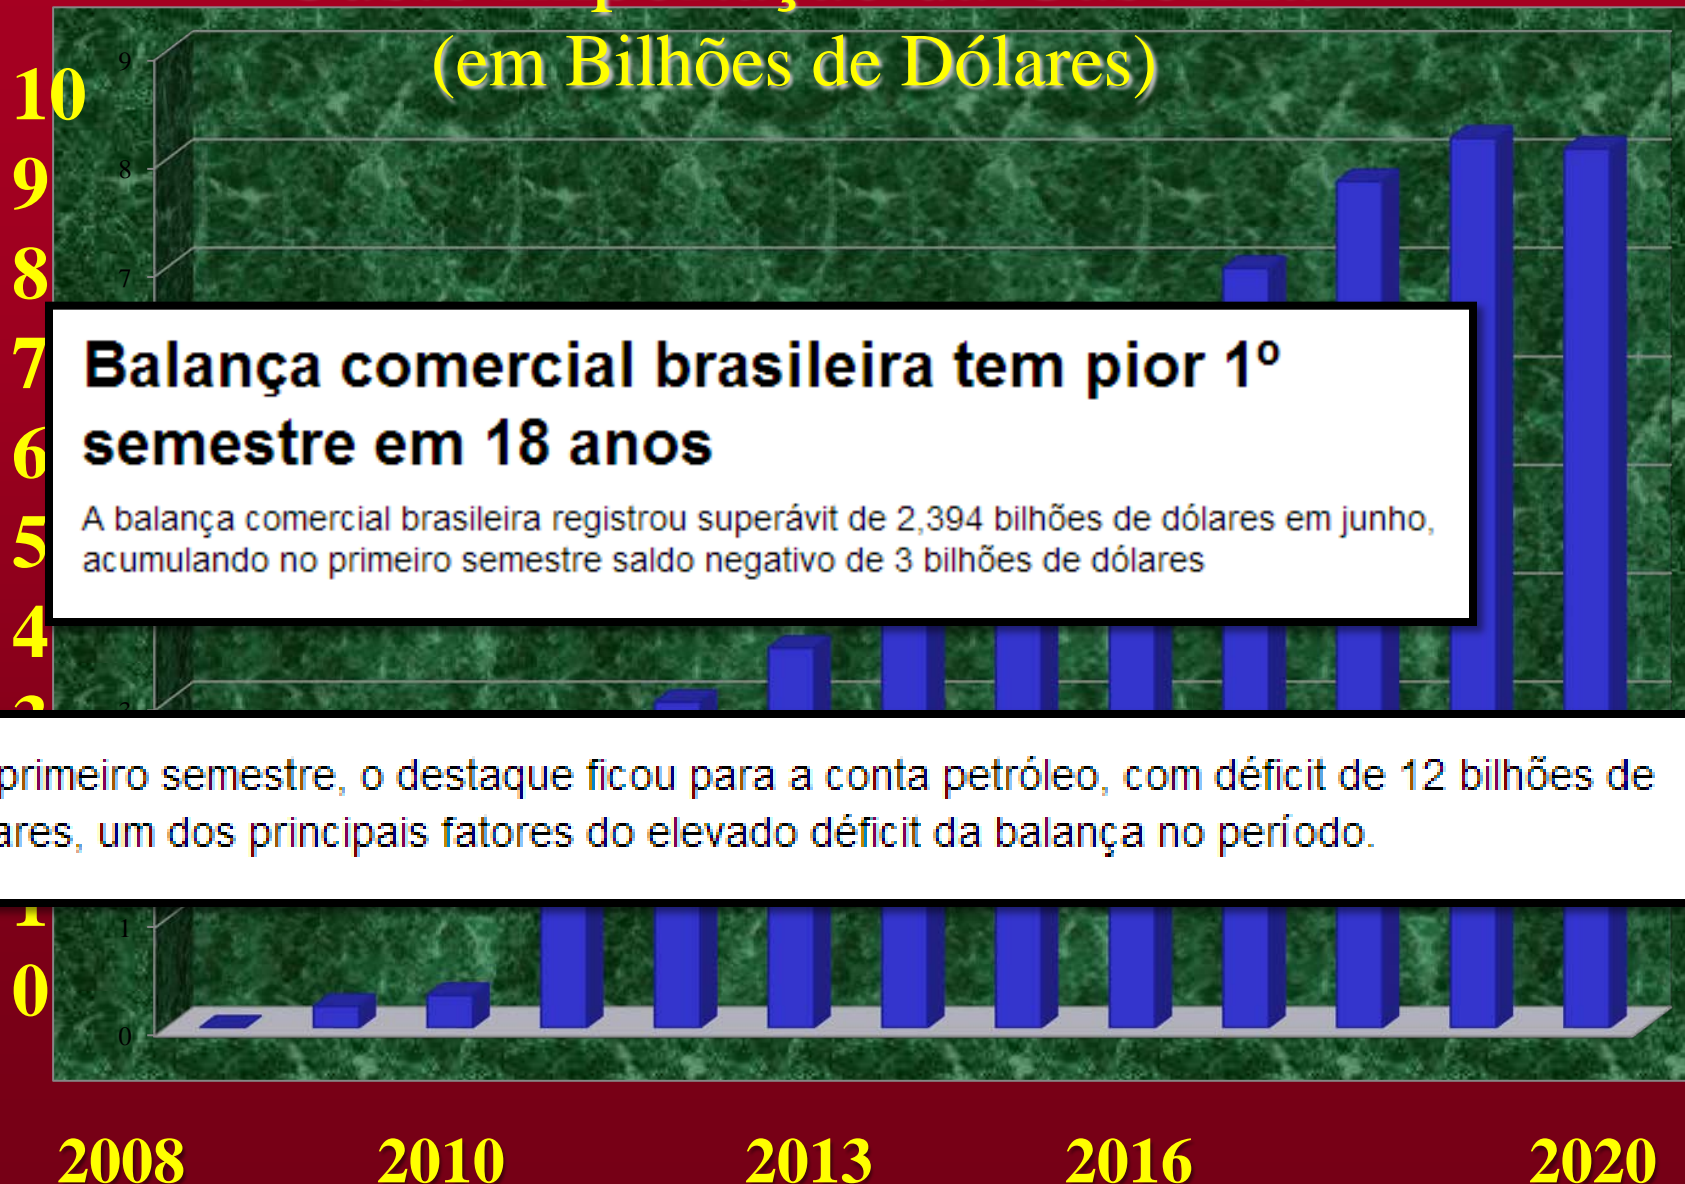 (em Bilhões de Dólares)
10
9
8
7
6
5
4
3
1
0
9
8
7
3
1
0
Balança comercial brasileira tem pior 1º
semestre em 18 anos
A balança comercial brasileira registrou superávit de 2,394 bilhões de dólares em junho,
acumulando no primeiro semestre saldo negativo de 3 bilhões de dólares
primeiro semestre, o destaque ficou para a conta petróleo, com déficit de 12 bilhões de
ares, um dos principais fatores do elevado déficit da balança no período.
2008 2010 2013 2016 2020